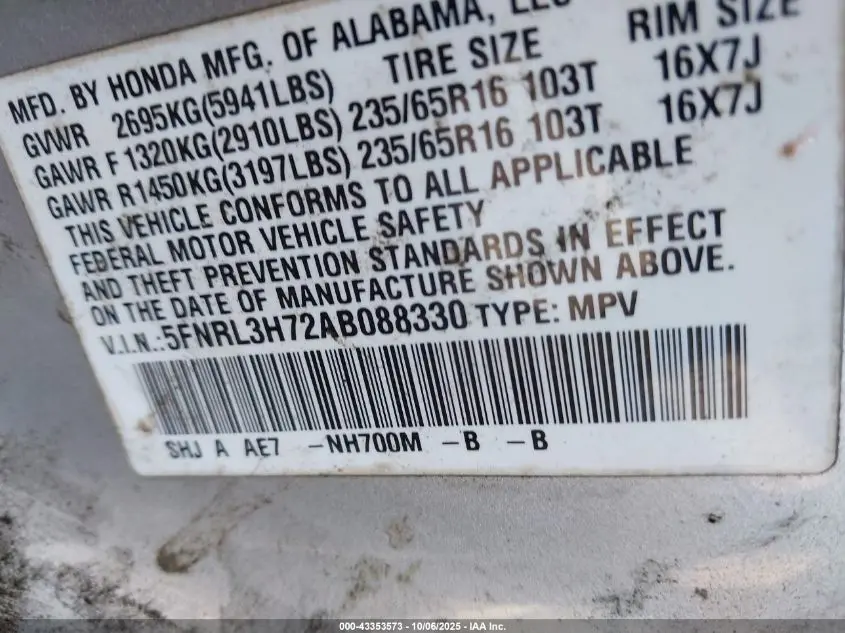 MFD. BY HONDA MFG. OF ALABAMA, LLC
TIRE SIZE RIM SIZE
GVWR 2695KG(5941LBS)
GAWR F 1320KG(2910LBS) 235/65R16 103T 16X7J
GAWR R1450KG(3197LBS) 235/65R16 103T 16X7J
THIS VEHICLE CONFORMS TO ALL APPLICABLE
FEDERAL MOTOR VEHICLE SAFETY
AND THEFT PREVENTION STANDARDS IN EFFECT
ON THE DATE OF MANUFACTURE SHOWN ABOVE.
V.I.N.:5FNRL3H72AB088330 TYPE: MPV
SHJ A AE7 -NH700M -B -B
000-43353573 - 10/06/2025 - IAA Inc.